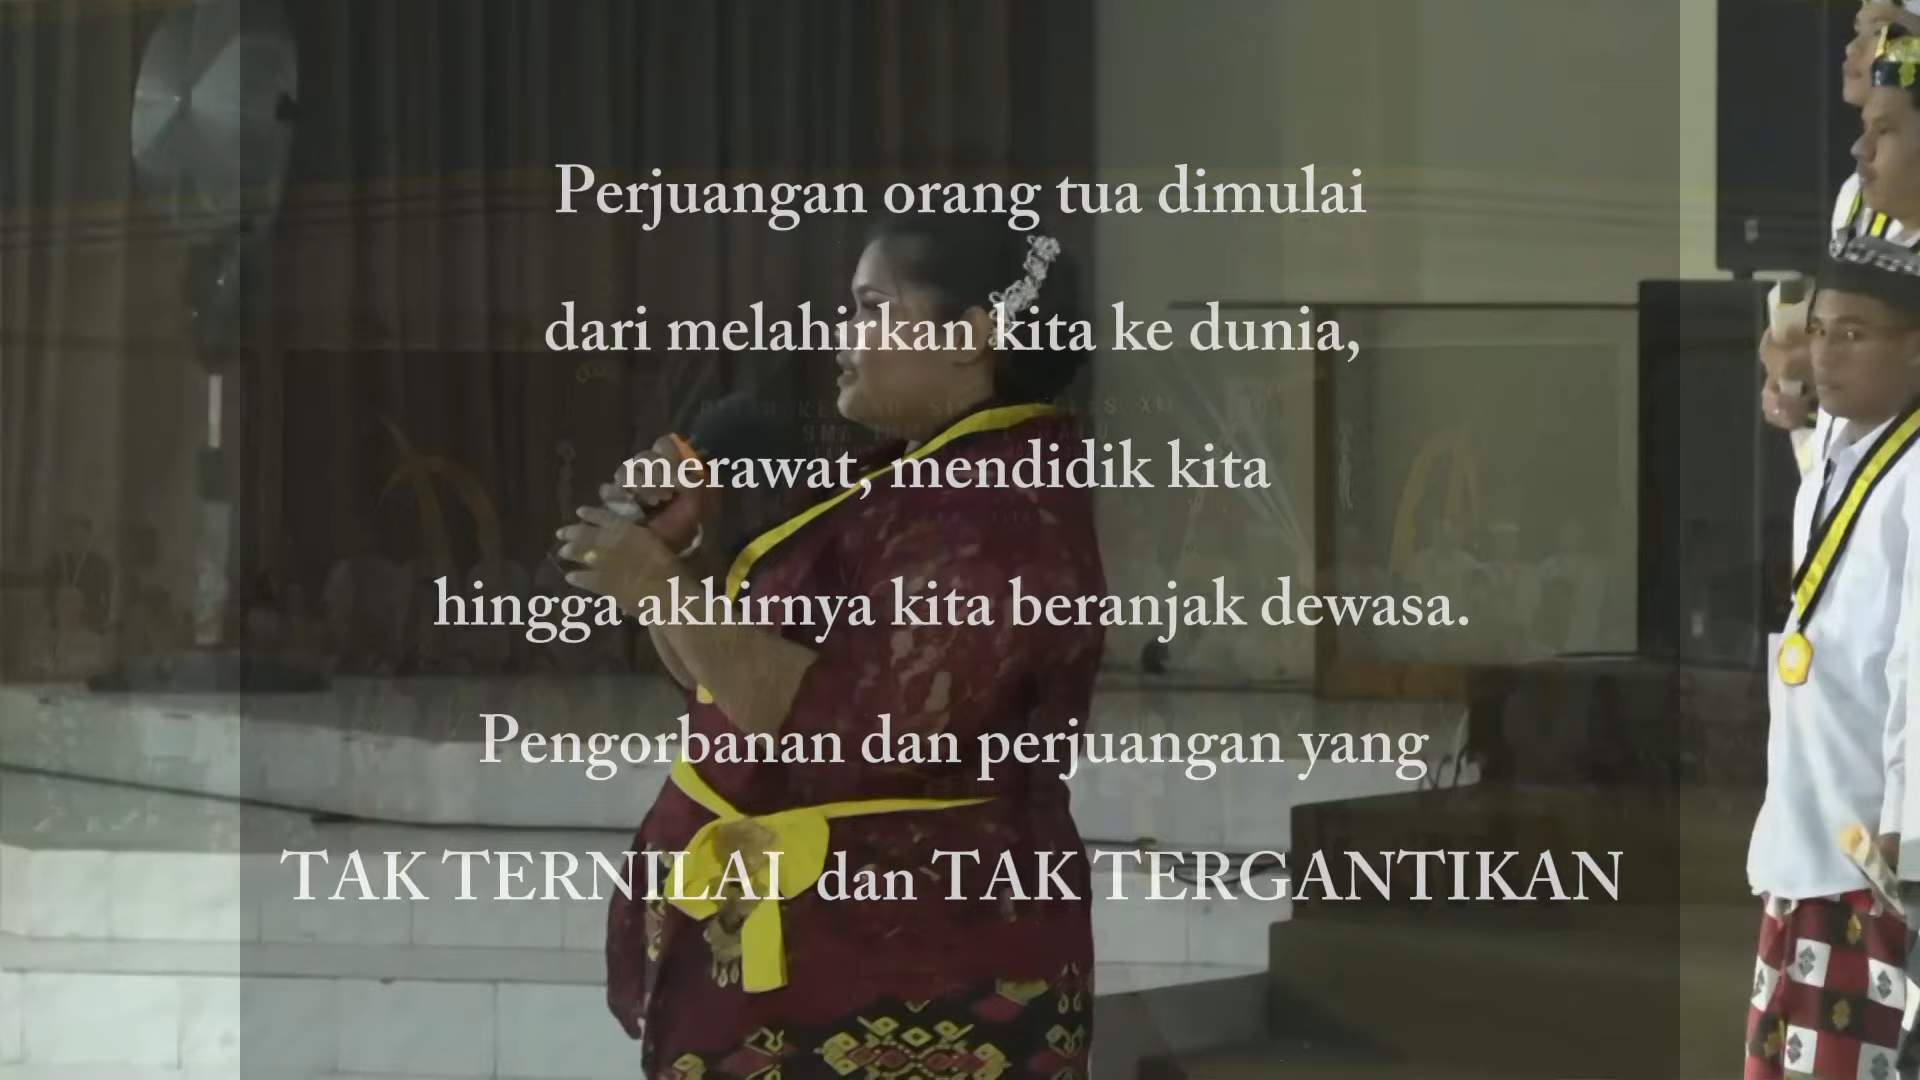 Perjuangan orang tua dimulai
dari melahirkan kita ke dunia,
merawat, mendidik kita
hingga akhirnya kita beranjak dewasa.
Pengorbanan dan perjuangan yang
TAK TERNILAI dan TAK TERGANTIKAN